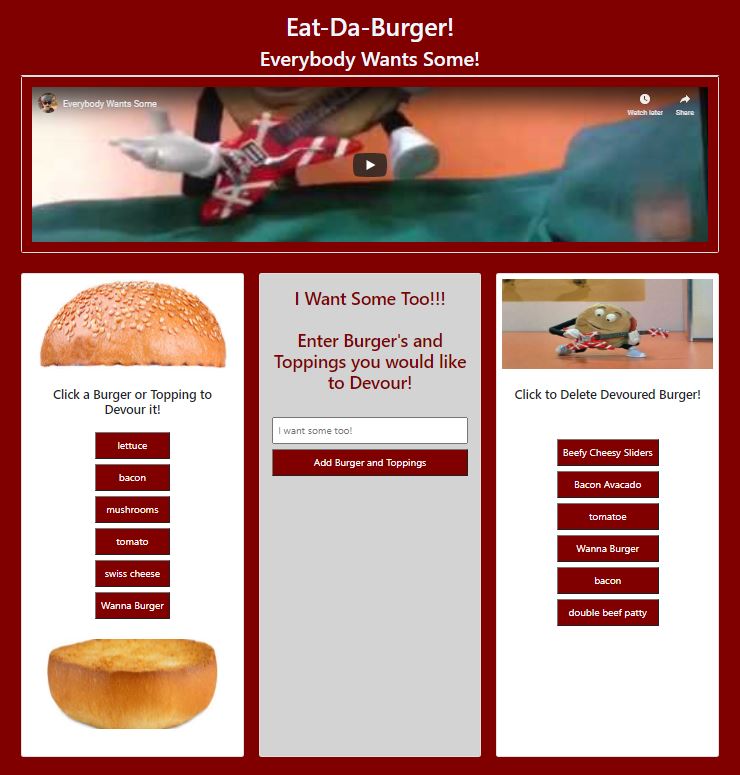 Eat-Da-Burger!
Everybody Wants Some!
Everybody Wants Some
Watch later
Share
Click a Burger or Topping to
Devour it!
lettuce
bacon
mushrooms
tomato
swiss cheese
Wanna Burger
I Want Some Too!!!
Enter Burger's and
Toppings you would like
to Devour!
I want some too!
Add Burger and Toppings
Click to Delete Devoured Burger!
Beefy Cheesy Sliders
Bacon Avacado
tomatoe
Wanna Burger
bacon
double beef patty